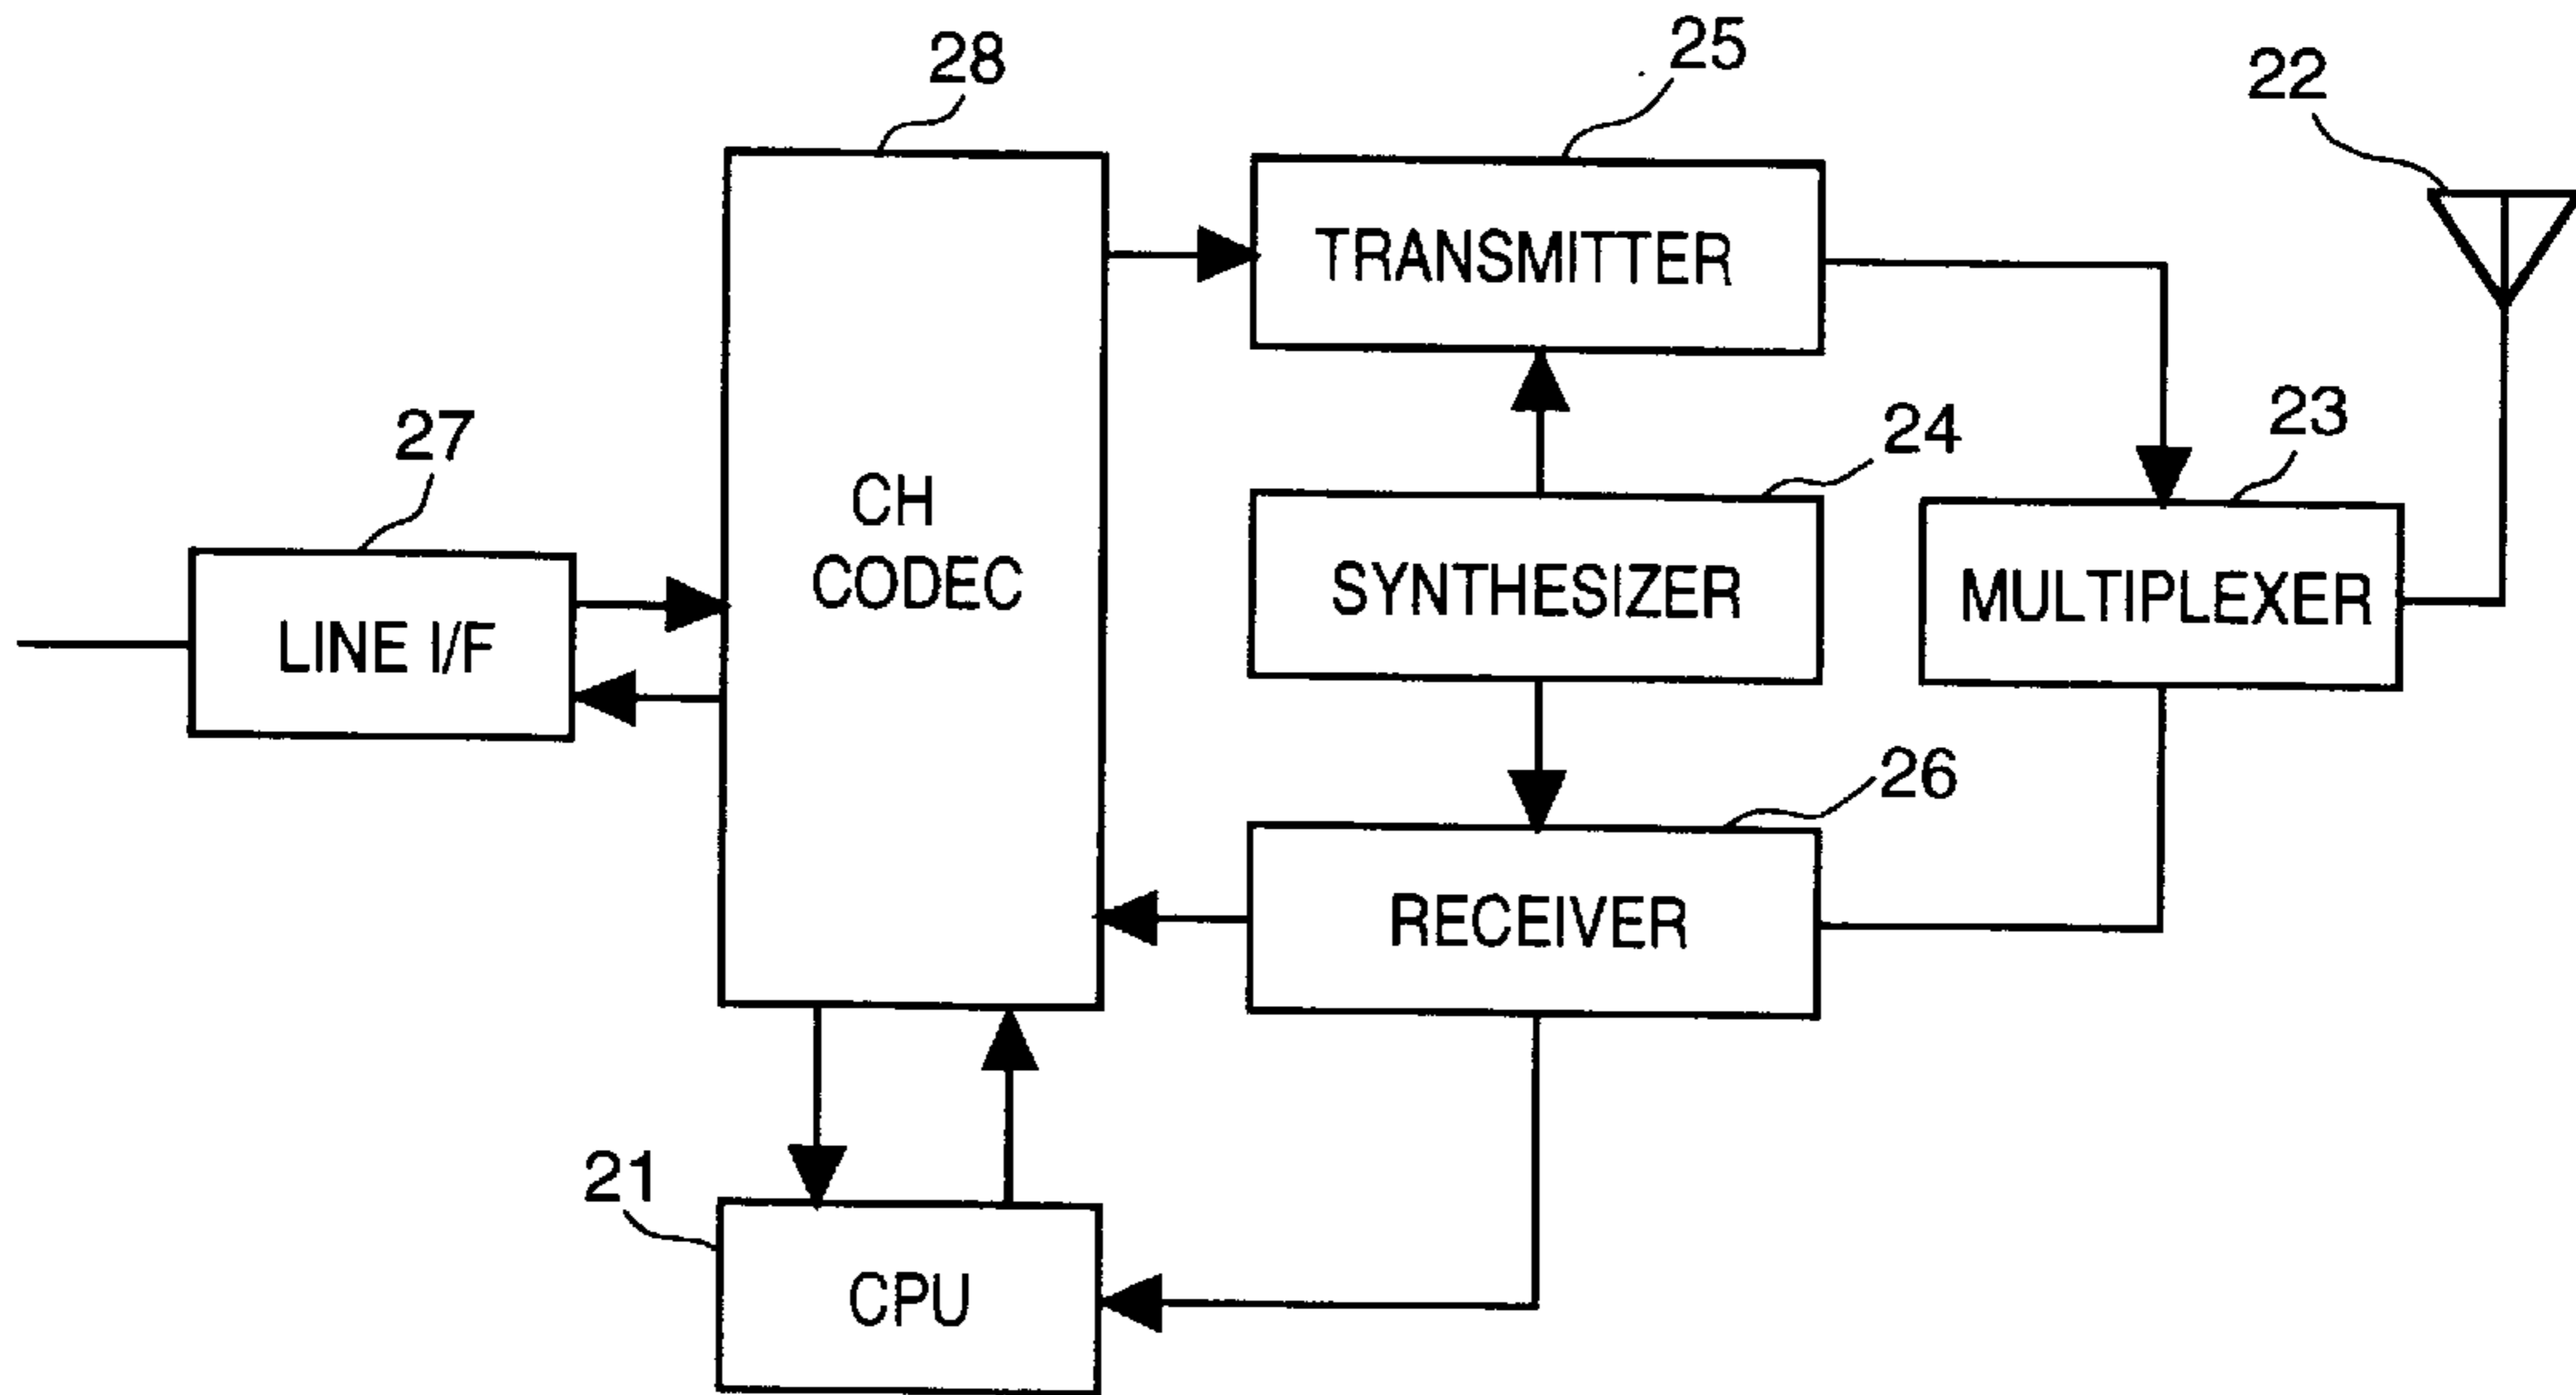 28
25
22
TRANSMITTER
27
24
23
CH
CODEC
SYNTHESIZER
MULTIPLEXER
LINE I/F
26
RECEIVER
21
CPU